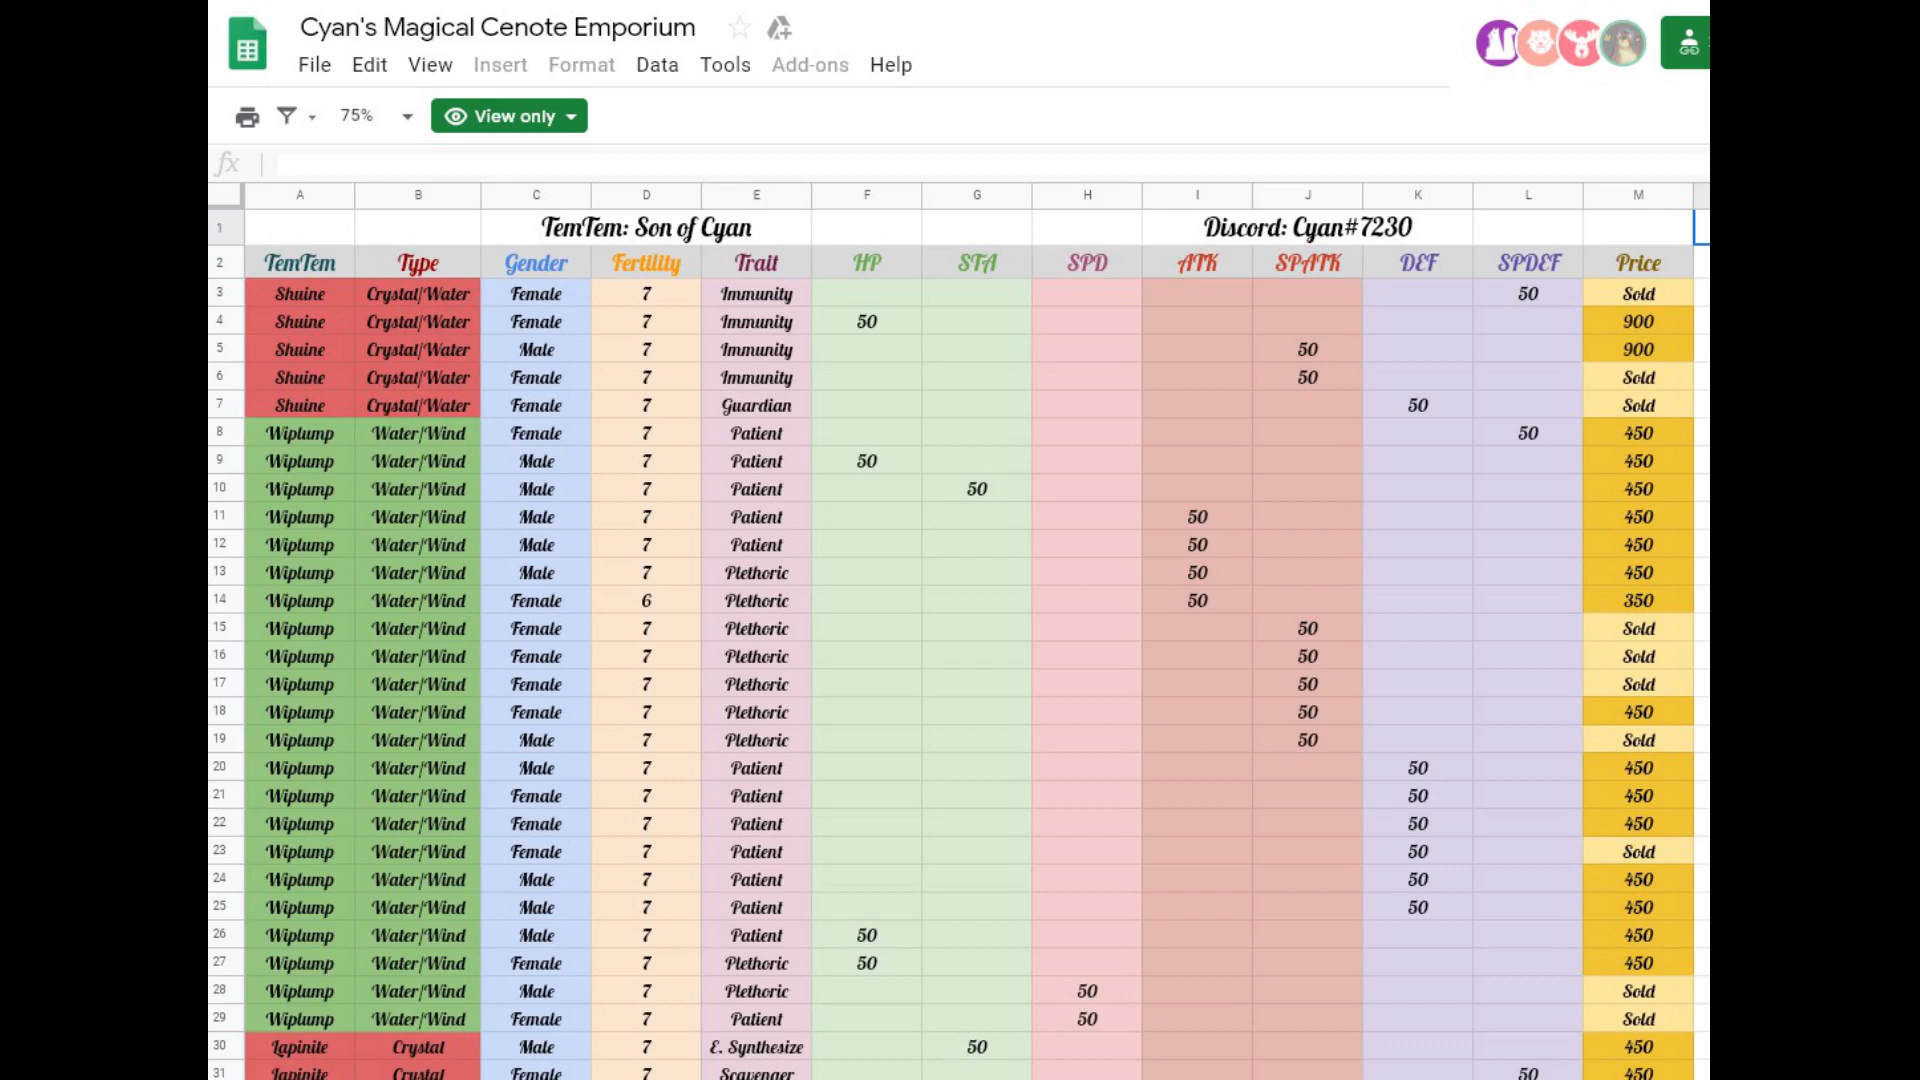 Cyan's Magical Cenote Emporium
File Edit View Insert Format Data Tools Add-ons Help
75% View only
fx
A B C D E F G H I J K L M
1 TemTem: Son of Cyan Discord: Cyan#7230
2 TemTem Type Gender Fertility Trait HP STA SPD ATK SPATK DEF SPDEF Price
3 Shuine Crystal/Water Female 7 Immunity 50 Sold
4 Shuine Crystal/Water Female 7 Immunity 50 900
5 Shuine Crystal/Water Male 7 Immunity 50 900
6 Shuine Crystal/Water Female 7 Immunity 50 Sold
7 Shuine Crystal/Water Female 7 Guardian 50 Sold
8 Wiplump Water/Wind Female 7 Patient 50 450
9 Wiplump Water/Wind Male 7 Patient 50 450
10 Wiplump Water/Wind Male 7 Patient 50 450
11 Wiplump Water/Wind Male 7 Patient 50 450
12 Wiplump Water/Wind Male 7 Patient 50 450
13 Wiplump Water/Wind Male 7 Plethoric 50 450
14 Wiplump Water/Wind Female 6 Plethoric 50 350
15 Wiplump Water/Wind Female 7 Plethoric 50 Sold
16 Wiplump Water/Wind Female 7 Plethoric 50 Sold
17 Wiplump Water/Wind Female 7 Plethoric 50 Sold
18 Wiplump Water/Wind Female 7 Plethoric 50 450
19 Wiplump Water/Wind Male 7 Plethoric 50 Sold
20 Wiplump Water/Wind Male 7 Patient 50 450
21 Wiplump Water/Wind Female 7 Patient 50 450
22 Wiplump Water/Wind Female 7 Patient 50 450
23 Wiplump Water/Wind Female 7 Patient 50 Sold
24 Wiplump Water/Wind Male 7 Patient 50 450
25 Wiplump Water/Wind Male 7 Patient 50 450
26 Wiplump Water/Wind Male 7 Patient 50 450
27 Wiplump Water/Wind Female 7 Plethoric 50 450
28 Wiplump Water/Wind Male 7 Plethoric 50 Sold
29 Wiplump Water/Wind Female 7 Patient 50 Sold
30 Lapinite Crystal Male 7 E. Synthesize 50 450
31 Lapinite Crystal Female 7 Scavenger 50 450